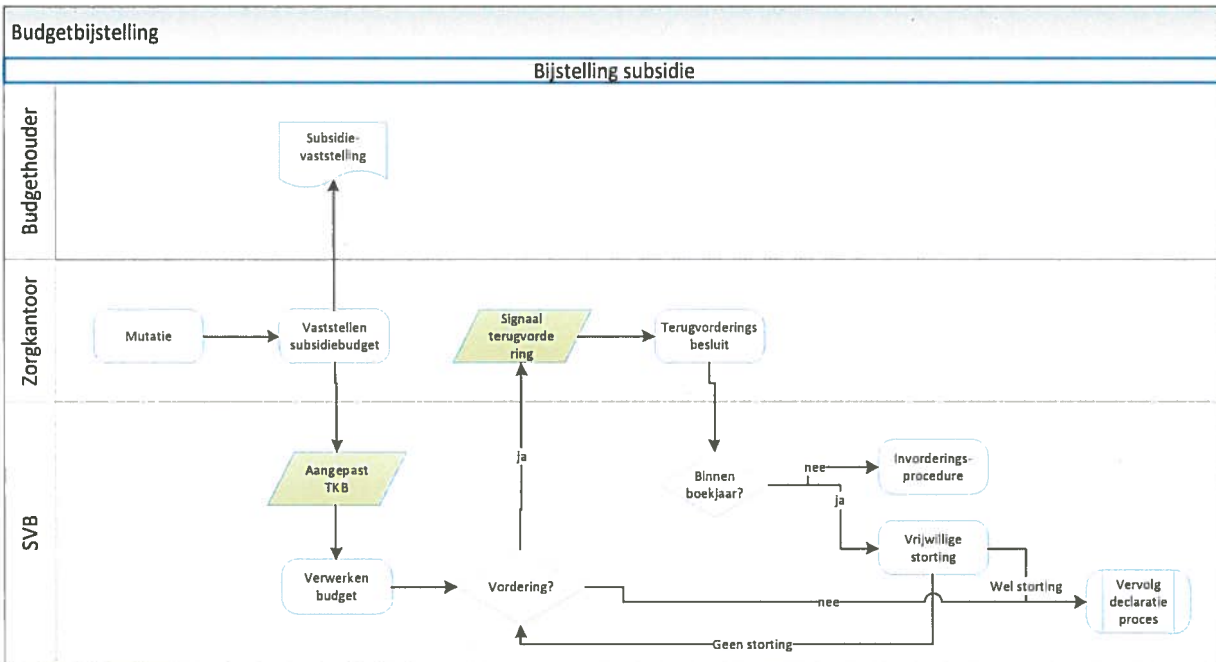 Budgetbijstelling
Bijstelling subsidie
Budgethouder
Subsidie-
vaststelling
Zorgkantoor
Mutatie
Vaststellen
subsidiebudget
Signaal
terugvorde
ring
Terugvorderings
besluit
SVB
Aangepast
TKB
ja
Binnen
boekjaar?
nee
Invorderings-
procedure
ja
Vrijwillige
storting
Verwerken
budget
Vordering?
nee
Wel storting
Vervolg
declaratie
proces
Geen storting